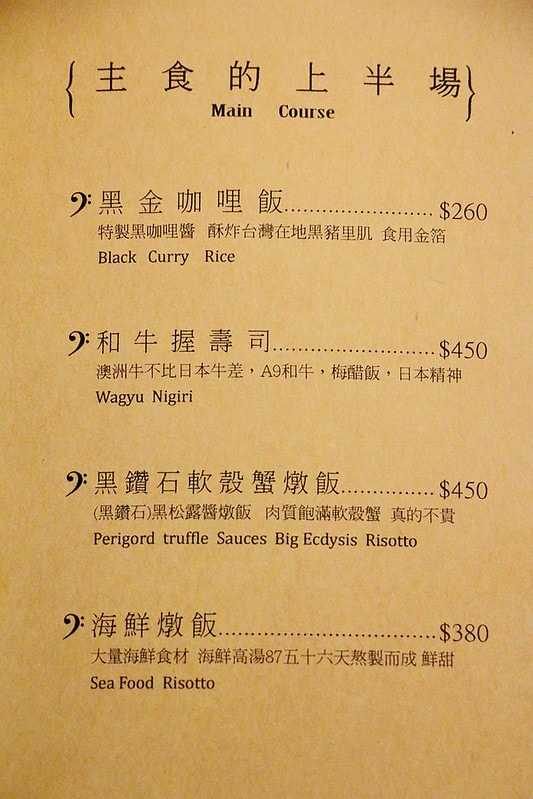 {主食的上半場}
Main Course
黑金咖哩飯........................ $260
特製黑咖哩醬 酥炸台灣在地黑豬里肌 食用金箔
Black Curry Rice
和牛握壽司.......................... $450
澳洲牛不比日本牛差，A9和牛，梅醋飯，日本精神
Wagyu Nigiri
黑鑽石軟殼蟹燉飯............... $450
(黑鑽石)黑松露醬燉飯 肉質飽滿軟殼蟹 真的不貴
Perigord truffle Sauces Big Ecdysis Risotto
海鮮燉飯................................... $380
大量海鮮食材 海鮮高湯87五十六天熬製而成 鮮甜
Sea Food Risotto